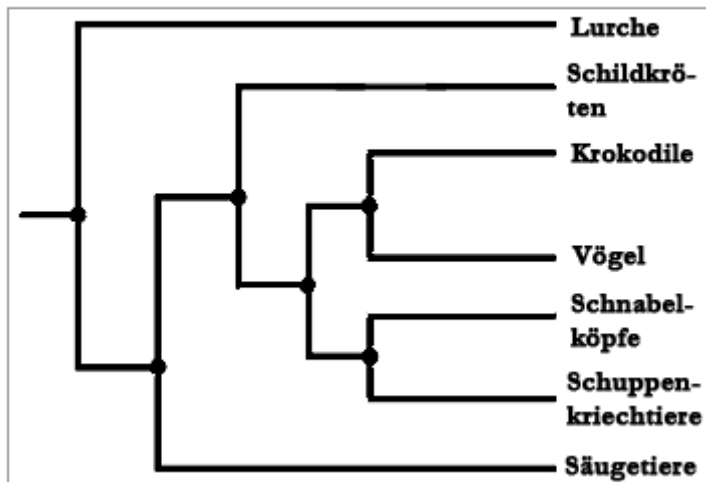 Lurche
Schildkrö-
ten
Krokodile
Vögel
Schnabel-
köpfe
Schuppen-
kriechtiere
Säugetiere